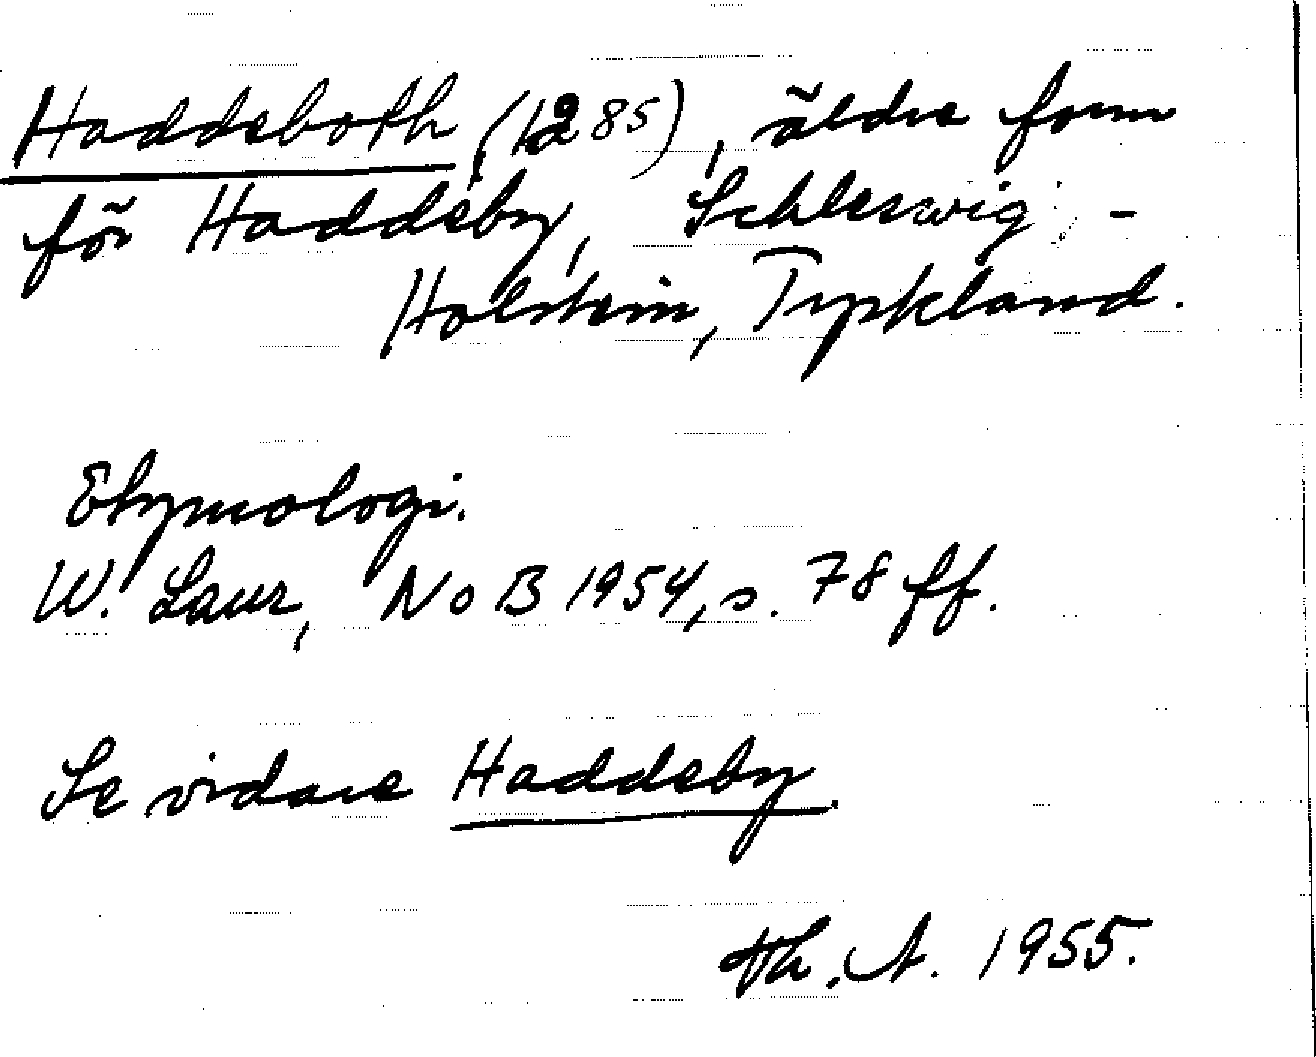 Haddeboth (1285), äldre form
för Haddeby, Schleswig -
Holstein, Tyskland.
Etymologi.
W. Laur, NoB 1954, s. 78 ff.
Se vidare Haddeby.
Th. A. 1955.